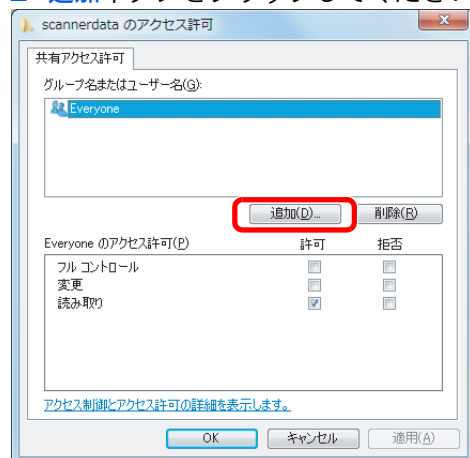 追加
scannerdata のアクセス許可
共有アクセス許可
グループ名またはユーザー名(G):
Everyone
追加(D)... 削除(R)
Everyone のアクセス許可(P) 許可 拒否
フル コントロール
変更
読み取り
アクセス制御とアクセス許可の詳細を表示します。
OK キャンセル 適用(A)